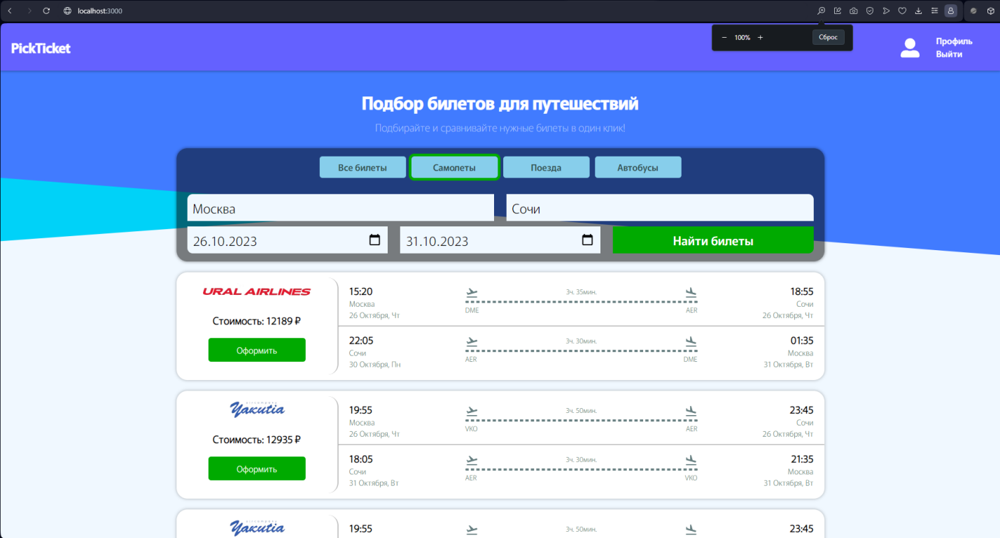 localhost:3000
100%
Сброс
PickTicket
Профиль
Выйти
Подбор билетов для путешествий
Подбирайте и сравнивайте нужные билеты в один клик!
Все билеты
Самолеты
Поезда
Автобусы
Москва
Сочи
26.10.2023
31.10.2023
Найти билеты
URAL AIRLINES
Стоимость: 12189 ₽
Оформить
15:20
Москва
26 Октября, Чт
DME
3ч. 35мин.
AER
18:55
Сочи
26 Октября, Чт
22:05
Сочи
30 Октября, Пн
AER
3ч. 30мин.
DME
01:35
Москва
31 Октября, Вт
aircompany
Yakutia
Стоимость: 12935 ₽
Оформить
19:55
Москва
26 Октября, Чт
VKO
3ч. 50мин.
AER
23:45
Сочи
26 Октября, Чт
18:05
Сочи
31 Октября, Вт
AER
3ч. 30мин.
VKO
21:35
Москва
31 Октября, Вт
aircompany
Yakutia
19:55
3ч. 50мин.
23:45